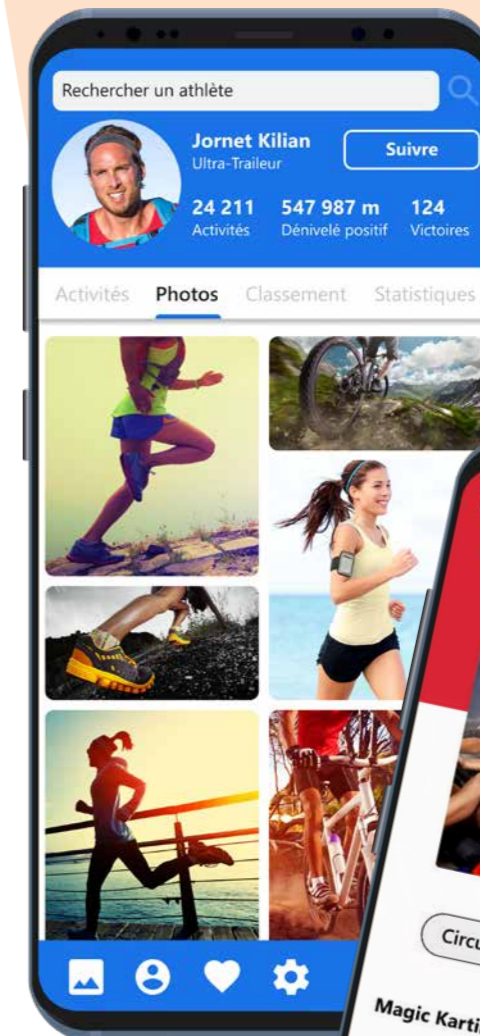 Rechercher un athlète
Jornet Kilian
Ultra-Traileur
Suivre
24 211 547 987 m 124
Activités Dénivelé positif Victoires
Activités Photos Classement Statistiques
Circu
Magic Karti